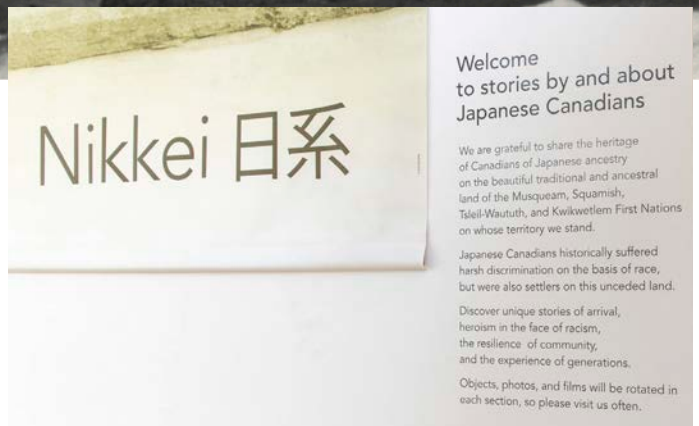 Nikkei 日系
Welcome
to stories by and about
Japanese Canadians
We are grateful to share the heritage
of Canadians of Japanese ancestry
on the beautiful traditional and ancestral
land of the Musqueam, Squamish,
Tsleil-Waututh, and Kwikwetlem First Nations
on whose territory we stand.
Japanese Canadians historically suffered
harsh discrimination on the basis of race,
but were also settlers on this unceded land.
Discover unique stories of arrival,
heroism in the face of racism,
the resilience of community,
and the experience of generations.
Objects, photos, and films will be rotated in
each section, so please visit us often.